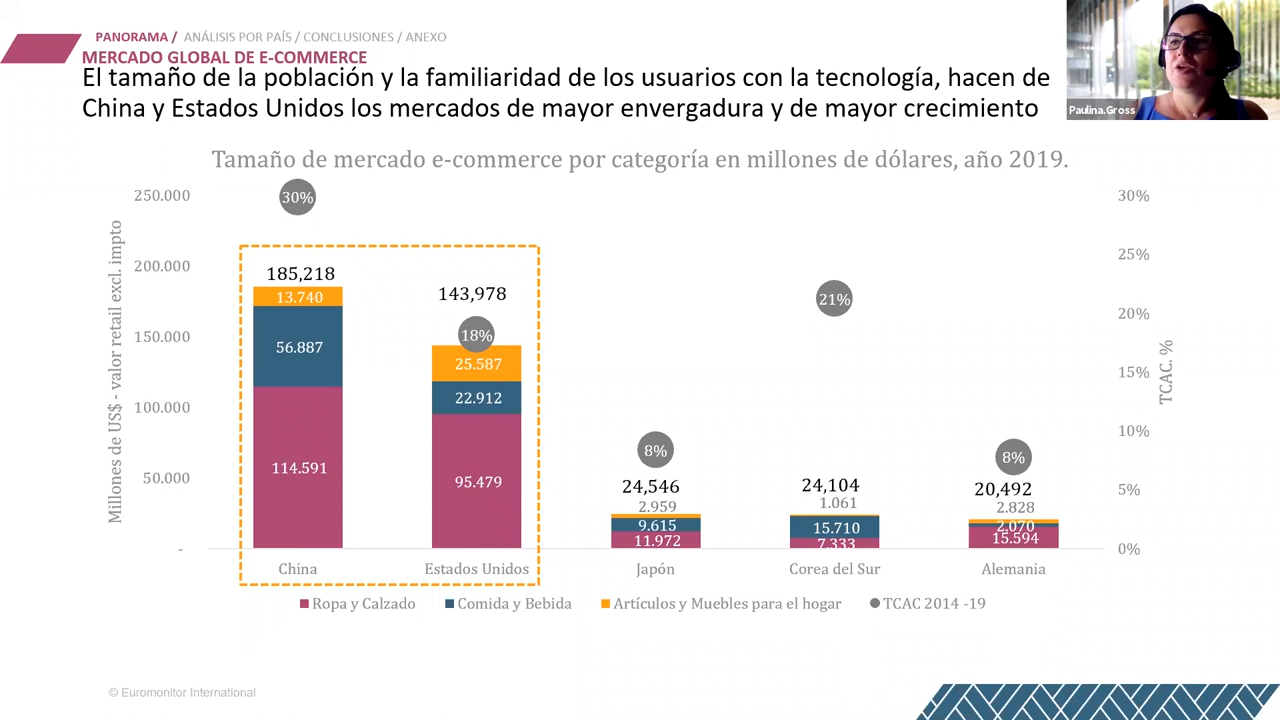 PANORAMA / ANÁLISIS POR PAÍS / CONCLUSIONES / ANEXO
MERCADO GLOBAL DE E-COMMERCE
El tamaño de la población y la familiaridad de los usuarios con la tecnología, hacen de
China y Estados Unidos los mercados de mayor envergadura y de mayor crecimiento
Paulina.Gross
Tamaño de mercado e-commerce por categoría en millones de dólares, año 2019.
Millones de US$ - valor retail excl. impto
250.000
200.000
150.000
100.000
50.000
-
30%
185,218
13.740
56.887
114.591
143,978
18%
25.587
22.912
95.479
8%
24,546
2.959
9.615
11.972
21%
24,104
1.061
15.710
7.333
8%
20,492
2.828
2.070
15.594
30%
25%
20%
15%
10%
5%
0%
TCAC. %
China
Estados Unidos
Japón
Corea del Sur
Alemania
Ropa y Calzado
Comida y Bebida
Artículos y Muebles para el hogar
TCAC 2014 -19
© Euromonitor International